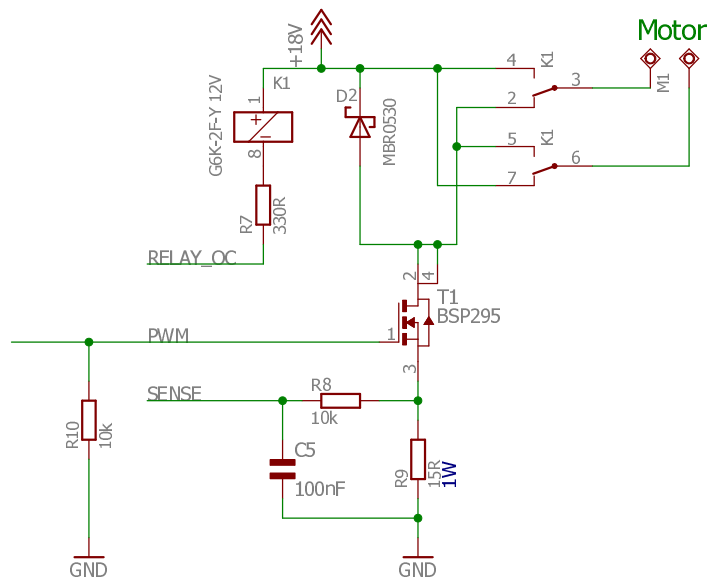 Motor
+18V
4
K1
3
M1
2
5
K1
6
7
K1
1
+
-
G6K-2F-Y 12V
8
D2
MBR0530
R7
330R
RELAY_OC
2
4
T1
BSP295
1
3
PWM
SENSE
R8
10k
R10
10k
C5
100nF
R9
15R
1W
GND
GND